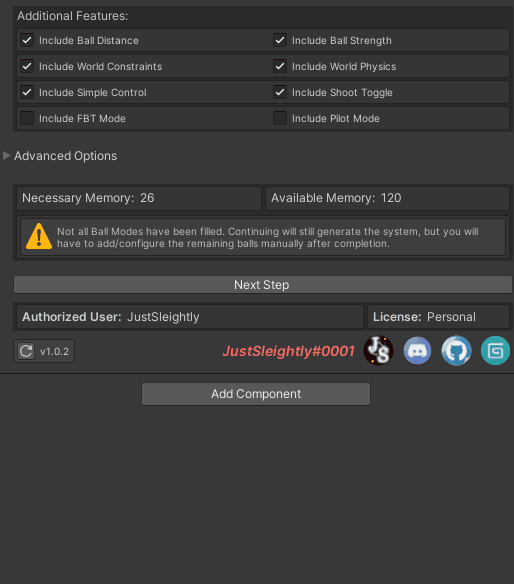 Additional Features:
Include Ball Distance
Include Ball Strength
Include World Constraints
Include World Physics
Include Simple Control
Include Shoot Toggle
Include FBT Mode
Include Pilot Mode
Advanced Options
Necessary Memory: 26
Available Memory: 120
Not all Ball Modes have been filled. Continuing will still generate the system, but you will
have to add/configure the remaining balls manually after completion.
Next Step
Authorized User: JustSleightly
License: Personal
v1.0.2
JustSleightly#0001
JS
Add Component